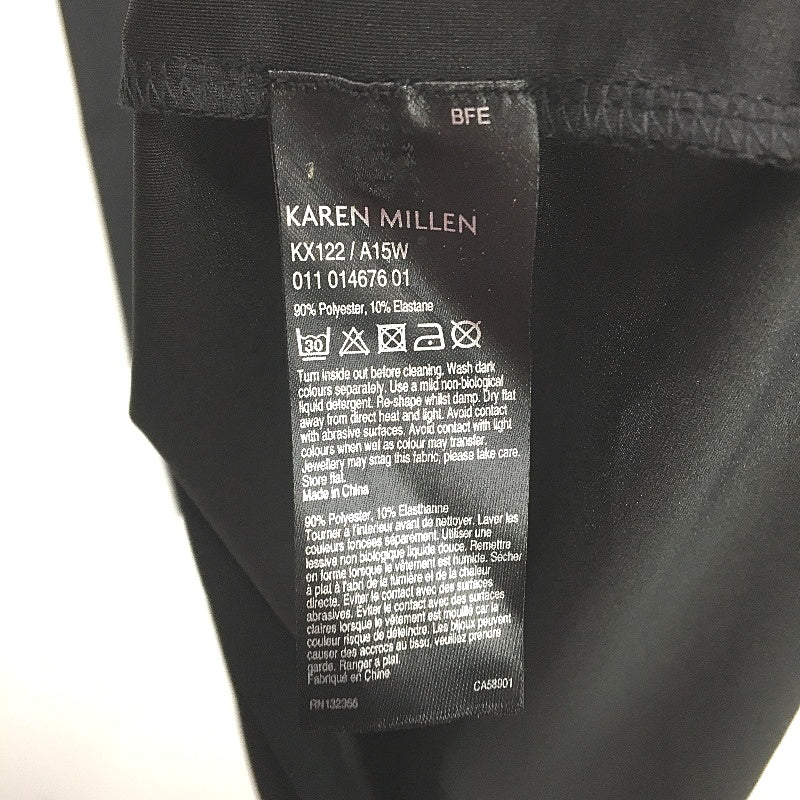 BFE
KAREN MILLEN
KX122 / A15W
011 014676 01
90% Polyester, 10% Elastane
30
Turn inside out before cleaning. Wash dark
colours separately. Use a mild non-biological
liquid detergent. Re-shape whilst damp. Dry flat
away from direct heat and light. Avoid contact
with abrasive surfaces. Avoid contact with light
colours when wet as colour may transfer.
Jewellery may snag this fabric, please take care.
Store flat.
Made in China
90% Polyester, 10% Elasthanne
Tourner à l'intérieur avant de nettoyer. Laver les
couleurs foncées séparément. Utiliser une
lessive non biologique liquide douce. Remettre
en forme lorsque le vêtement est humide. Sécher
à plat à l'abri de la lumière et de la chaleur
directe. Eviter le contact avec des surfaces
abrasives. Eviter le contact avec des surfaces
claires lorsque le vêtement est mouillé car la
couleur risque de déteindre. Les bijoux peuvent
causer des accrocs au tissu, veuillez prendre
garde. Ranger à plat.
Fabriqué en Chine
CA58901
RN132366